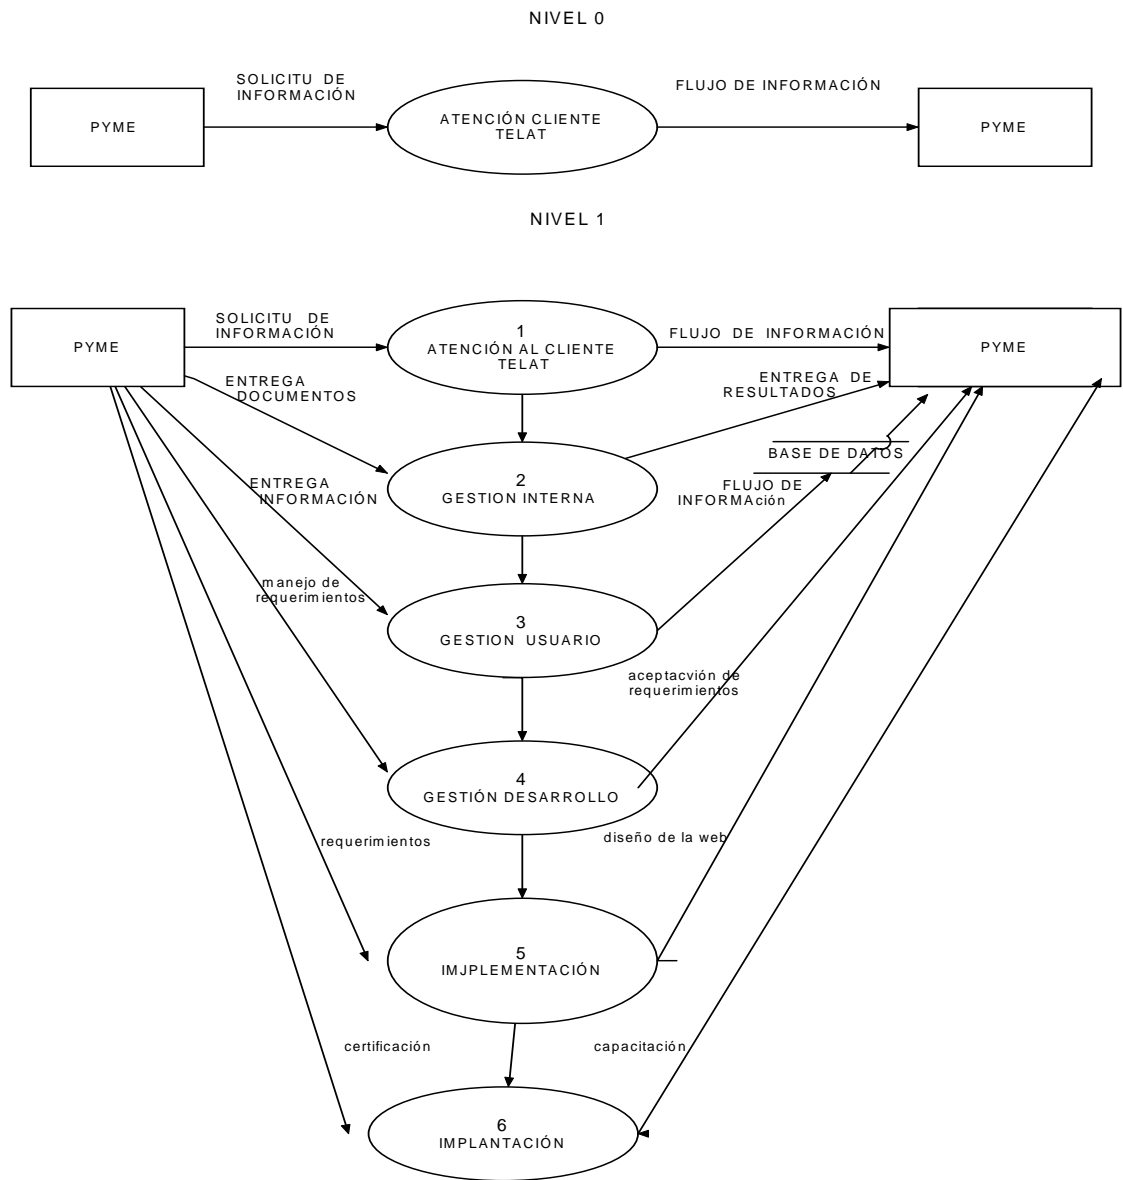 NIVEL 0
SOLICITU DE
INFORMACIÓN
FLUJO DE INFORMACIÓN
PYME
ATENCIÓN CLIENTE
TELAT
PYME
NIVEL 1
SOLICITU DE
INFORMACIÓN
1
ATENCIÓN AL CLIENTE
TELAT
FLUJO DE INFORMACIÓN
PYME
PYME
ENTREGA
DOCUMENTOS
ENTREGA DE
RESULTADOS
BASE DE DATOS
2
GESTION INTERNA
ENTREGA
INFORMACIÓN
FLUJO DE
INFORMAción
manejo de
requerimientos
3
GESTION USUARIO
aceptacvión de
requerimientos
4
GESTIÓN DESARROLLO
requerimientos
diseño de la web
5
IMJPLEMENTACIÓN
certificación
capacitación
6
IMPLANTACIÓN